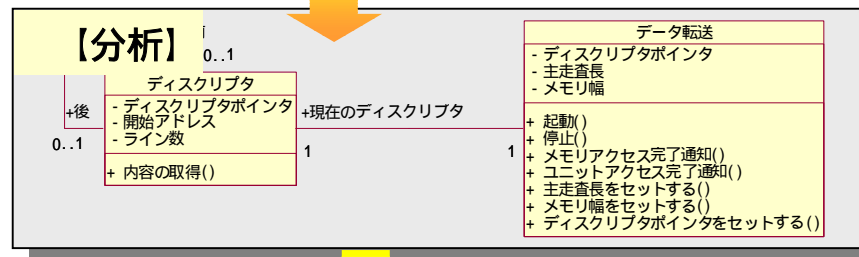 【分析】
0..1
ディスクリプタ
- ディスクリプタポインタ
- 開始アドレス
- ライン数
+ 内容の取得()
+後
0..1
+現在のディスクリプタ
1
1
データ転送
- ディスクリプタポインタ
- 主走査長
- メモリ幅
+ 起動()
+ 停止()
+ メモリアクセス完了通知()
+ ユニットアクセス完了通知()
+ 主走査長をセットする()
+ メモリ幅をセットする()
+ ディスクリプタポインタをセットする()